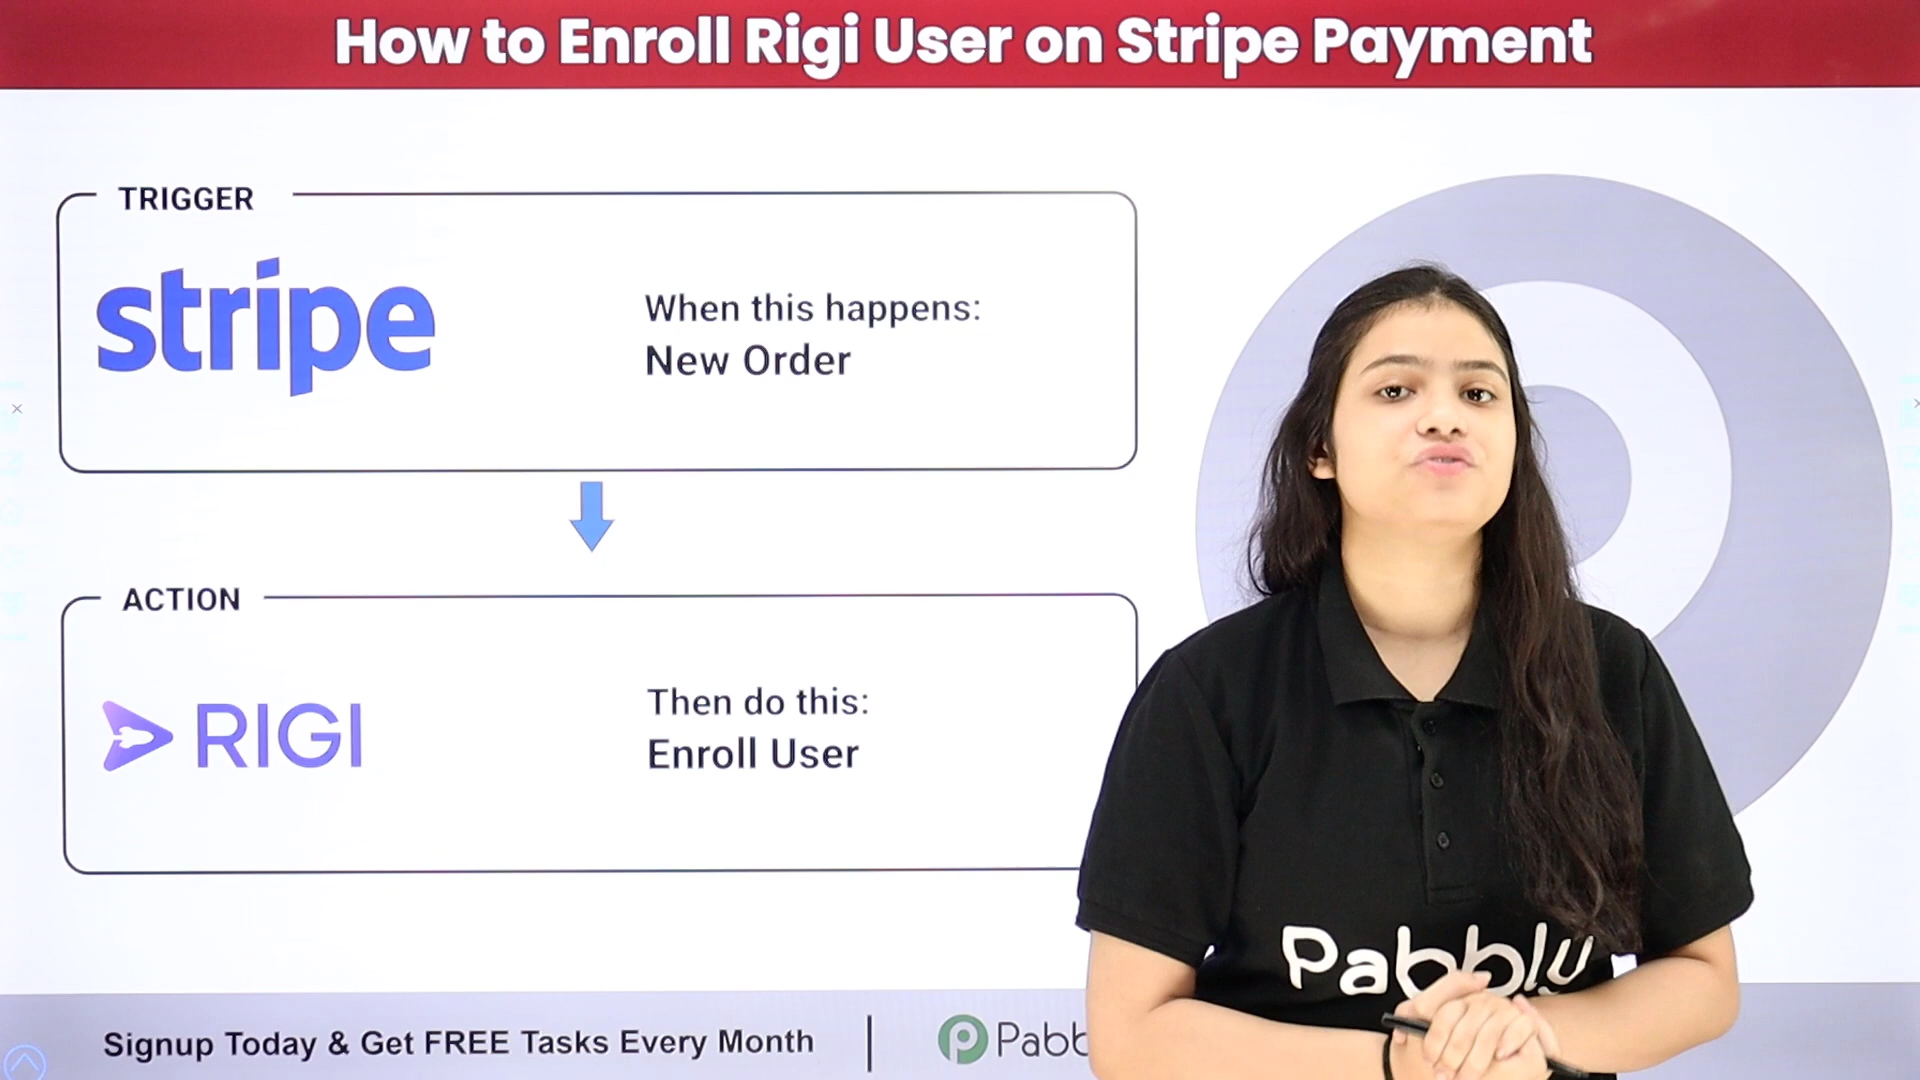 How to Enroll Rigi User on Stripe Payment
TRIGGER
stripe
When this happens:
New Order
ACTION
RIGI
Then do this:
Enroll User
Pabbly
Signup Today & Get FREE Tasks Every Month
Pabb